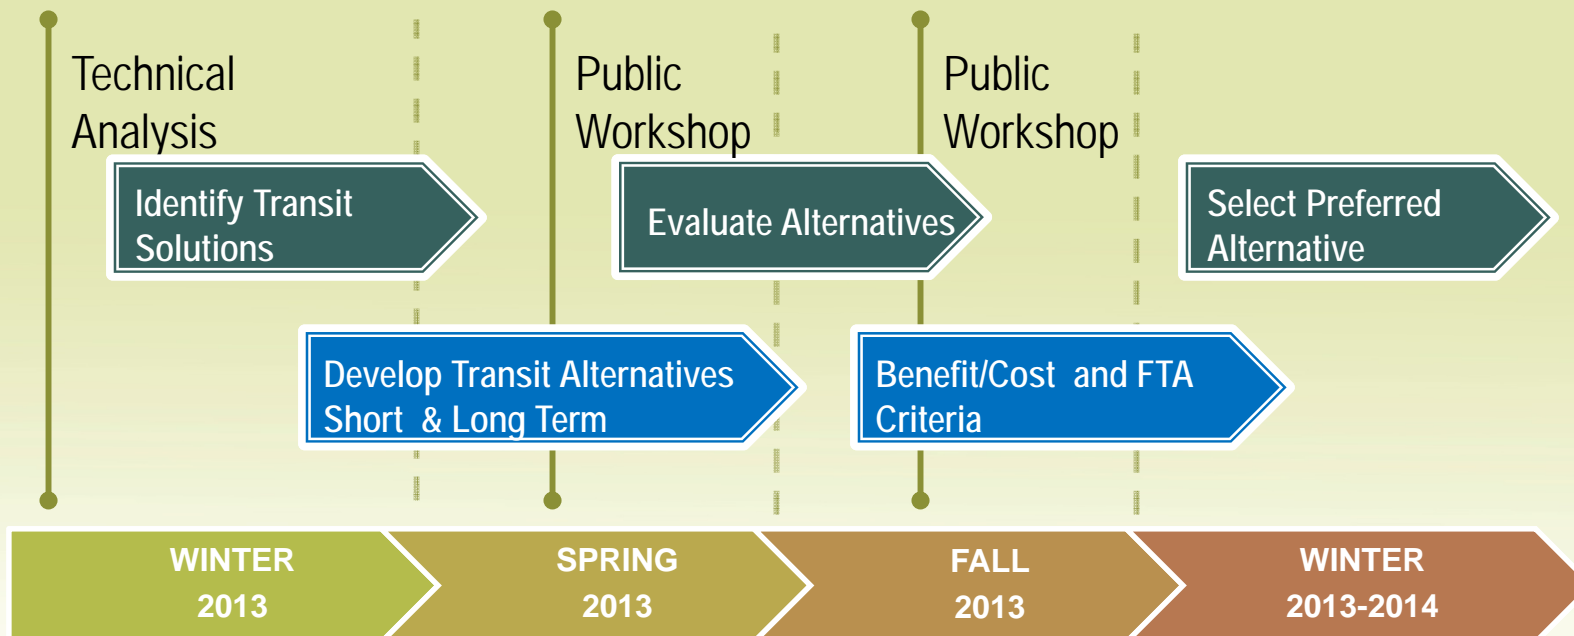 Technical
Analysis
Public
Workshop
Public
Workshop
Identify Transit
Solutions
Evaluate Alternatives
Select Preferred
Alternative
Develop Transit Alternatives
Short & Long Term
Benefit/Cost and FTA
Criteria
WINTER
2013
SPRING
2013
FALL
2013
WINTER
2013-2014